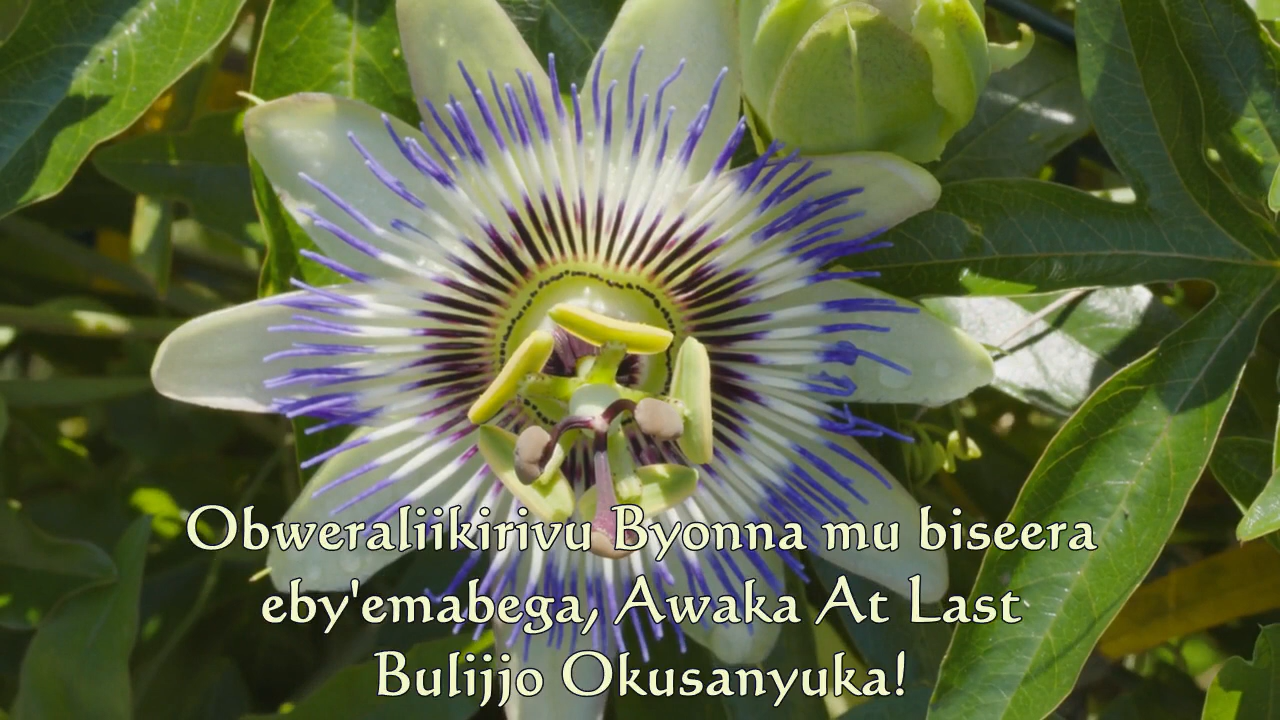 Obweraliikirivu Byonna mu biseera
eby'emabega, Awaka At Last
Bulijjo Okusanyuka!